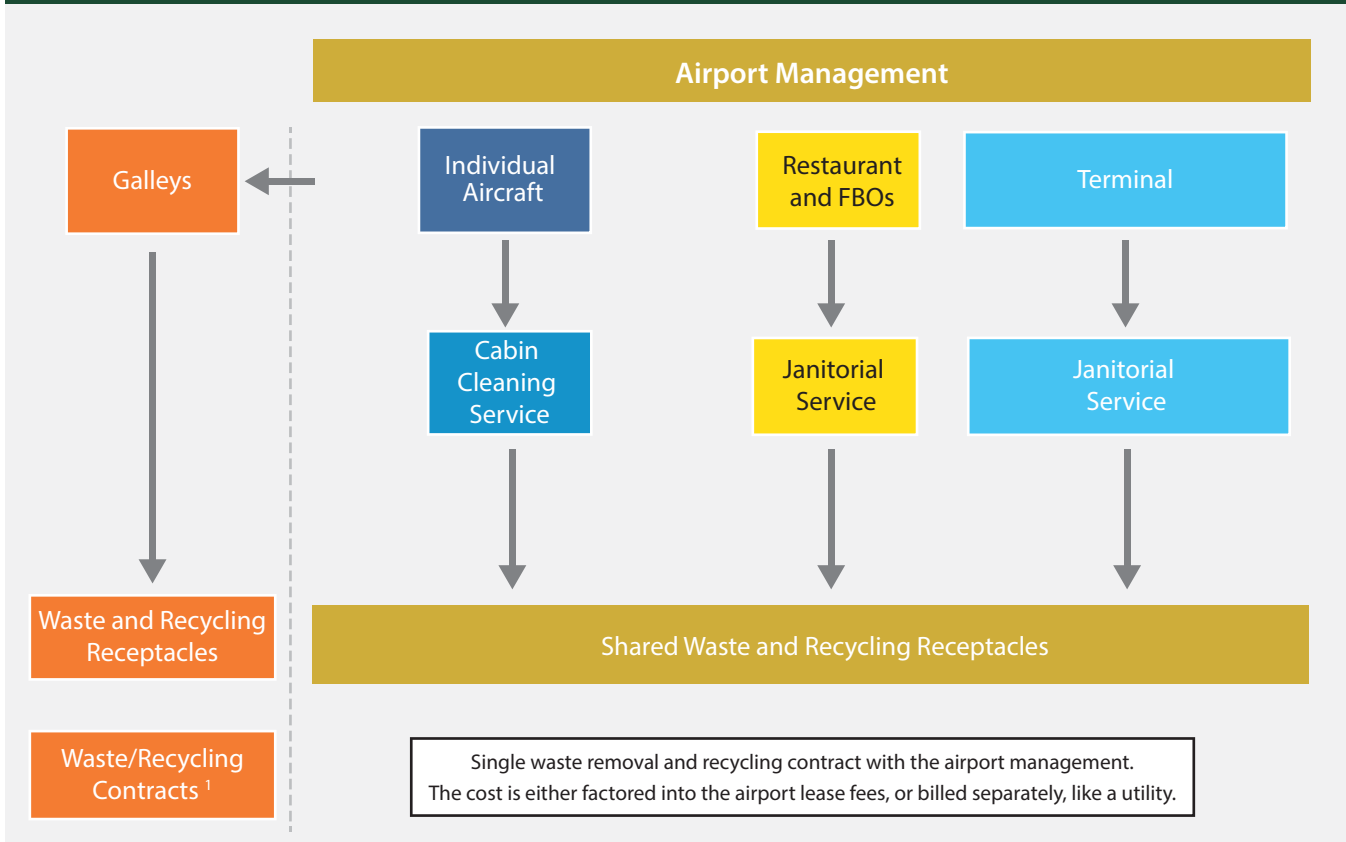 Airport Management
Galleys
Individual
Aircraft
Restaurant
and FBOs
Terminal
Cabin
Cleaning
Service
Janitorial
Service
Janitorial
Service
Waste and Recycling
Receptacles
Shared Waste and Recycling Receptacles
Waste/Recycling
Contracts ¹
Single waste removal and recycling contract with the airport management.
The cost is either factored into the airport lease fees, or billed separately, like a utility.